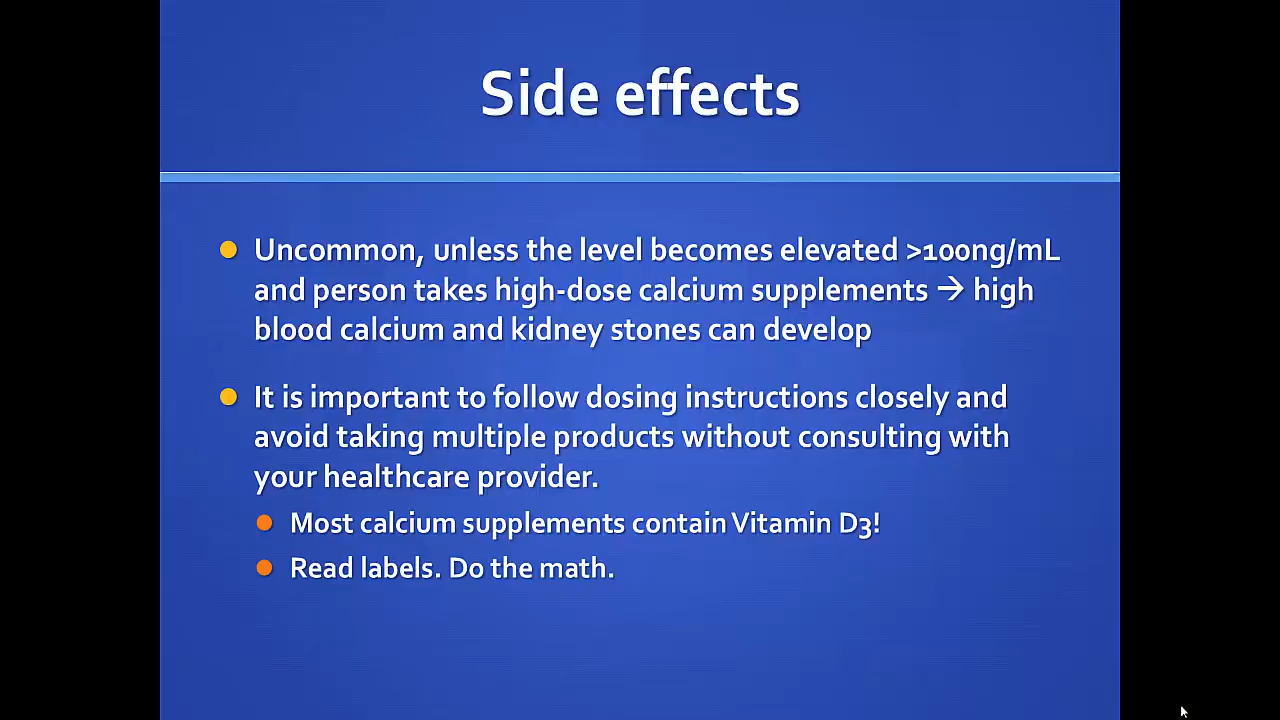 Side effects
Uncommon, unless the level becomes elevated >100ng/mL
and person takes high-dose calcium supplements → high
blood calcium and kidney stones can develop
It is important to follow dosing instructions closely and
avoid taking multiple products without consulting with
your healthcare provider.
Most calcium supplements contain Vitamin D3!
Read labels. Do the math.